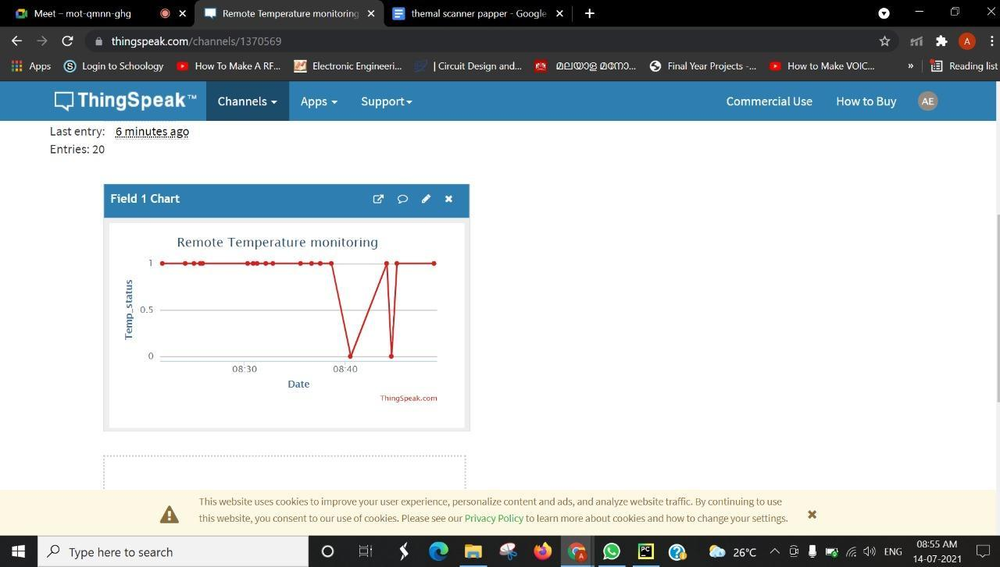 Meet – mot-qmnn-ghg
Remote Temperature monitoring
themal scanner papper - Google
thingspeak.com/channels/1370569
A
Apps
Login to Schoology
How To Make A RF...
Electronic Engineeri...
| Circuit Design and...
മലയാള മനോ...
Final Year Projects -...
How to Make VOIC...
»
Reading list
ThingSpeak™
Channels
Apps
Support
Commercial Use
How to Buy
AE
Last entry: 6 minutes ago
Entries: 20
Field 1 Chart
Remote Temperature monitoring
Temp_status
1
0.5
0
08:30
08:40
Date
ThingSpeak.com
This website uses cookies to improve your user experience, personalize content and ads, and analyze website traffic. By continuing to use
this website, you consent to our use of cookies. Please see our Privacy Policy to learn more about cookies and how to change your settings.
Type here to search
PC
26°C
ENG
08:55 AM
14-07-2021